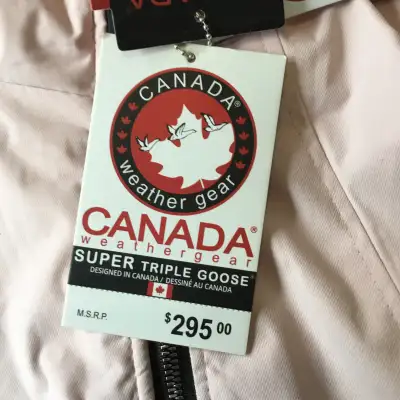 CANADA®
weather gear
CANADA®
weathergear
SUPER TRIPLE GOOSE
DESIGNED IN CANADA / DESSINÉ AU CANADA
M.S.R.P. $295 00